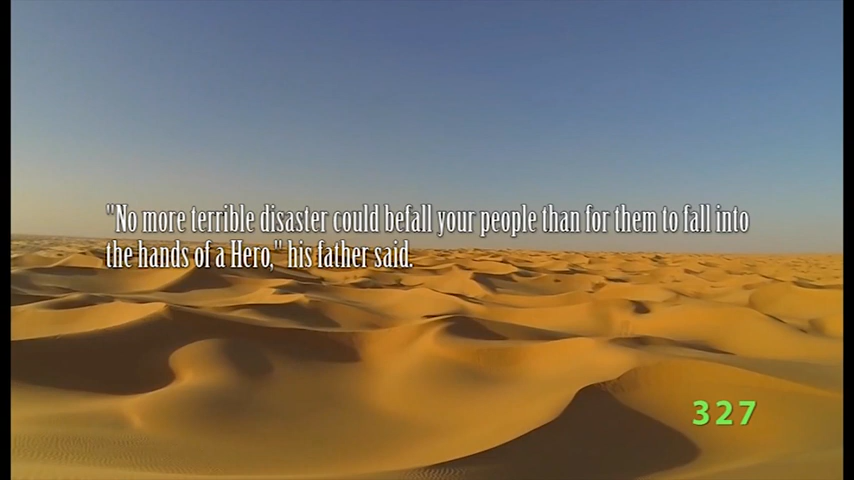 "No more terrible disaster could befall your people than for them to fall into
the hands of a Hero," his father said.
327